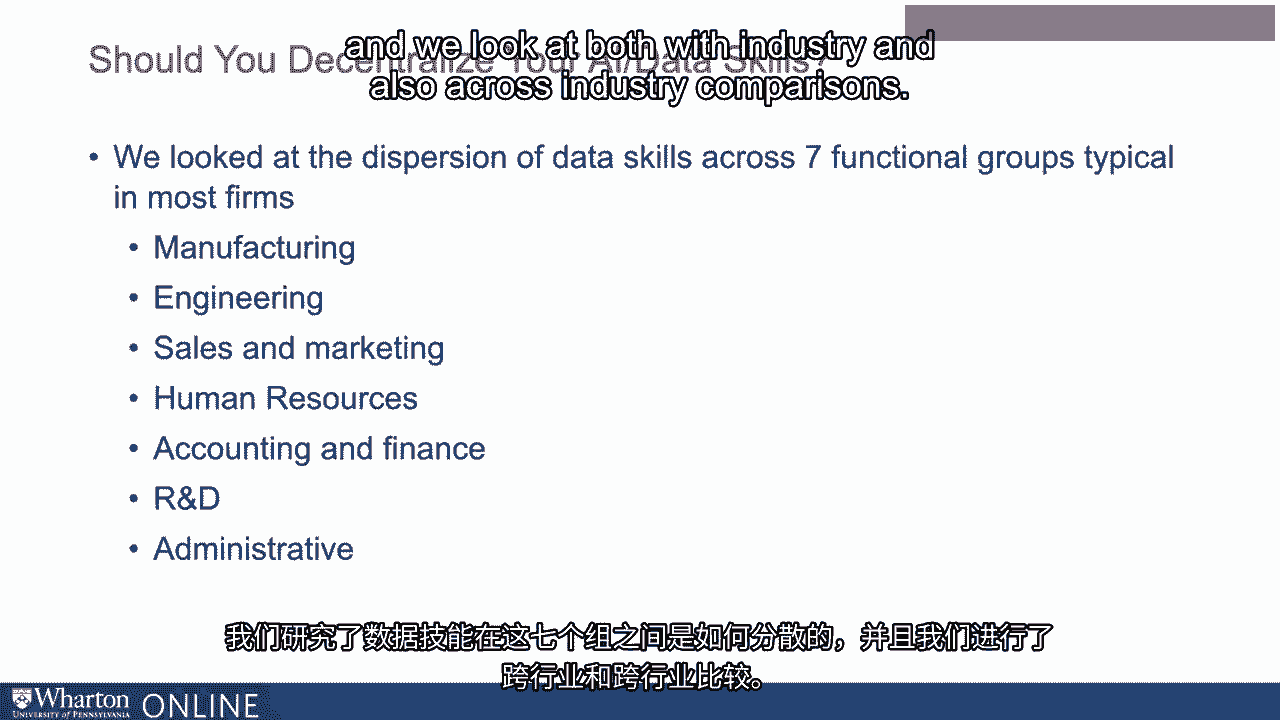 and we look at both with industry and
also across industry comparisons.
Should You Decentralize Your AI/Data Skills?
• We looked at the dispersion of data skills across 7 functional groups typical
in most firms
• Manufacturing
• Engineering
• Sales and marketing
• Human Resources
• Accounting and finance
• R&D
• Administrative
我们研究了数据技能在这七个组之间是如何分散的，并且我们进行了
跨行业和跨行业比较。
Wharton ONLINE
UNIVERSITY of PENNSYLVANIA